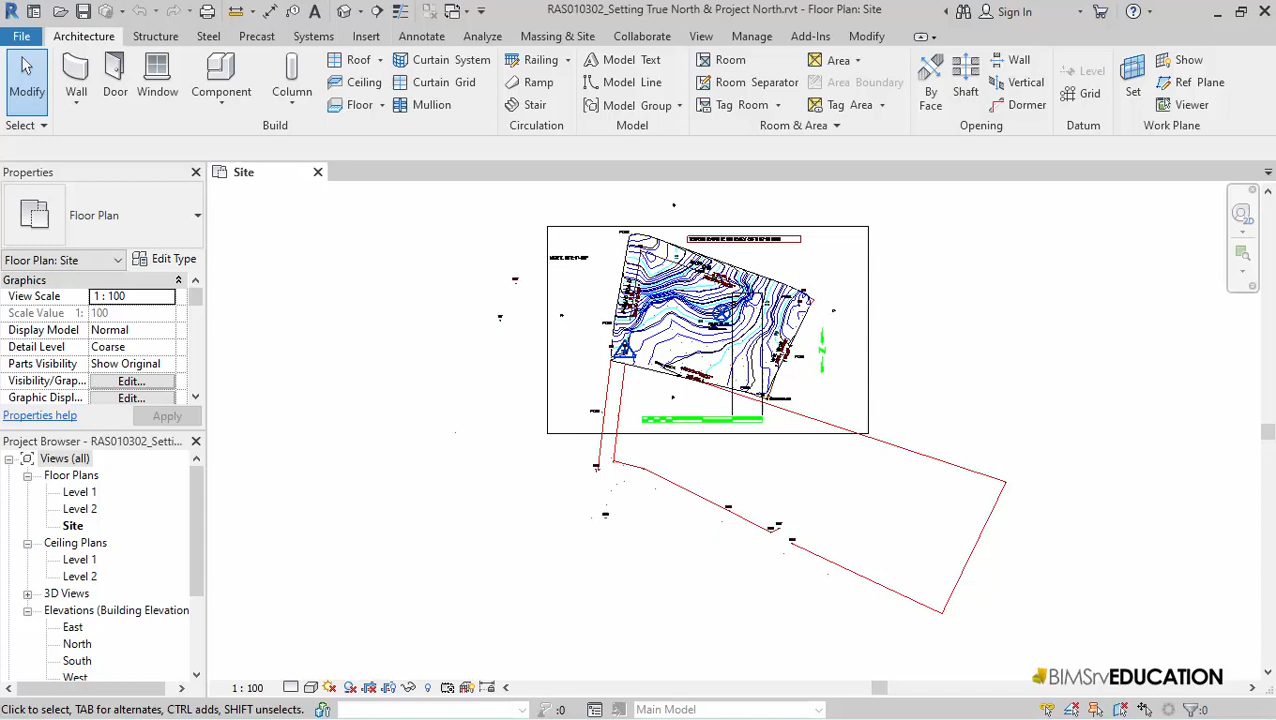 RAS010302_Setting True North & Project North.rvt - Floor Plan: Site
Sign In
File
Architecture
Structure
Steel
Precast
Systems
Insert
Annotate
Analyze
Massing & Site
Collaborate
View
Manage
Add-Ins
Modify
Modify
Wall
Door
Window
Component
Column
Roof
Ceiling
Floor
Curtain System
Curtain Grid
Mullion
Railing
Ramp
Stair
Model Text
Model Line
Model Group
Room
Room Separator
Tag Room
Area
Area Boundary
Tag Area
By Face
Shaft
Wall
Vertical
Dormer
Level
Grid
Set
Show
Ref Plane
Viewer
Select
Build
Circulation
Model
Room & Area
Opening
Datum
Work Plane
Properties
Site
Floor Plan
Floor Plan: Site
Edit Type
Graphics
View Scale 1 : 100
Scale Value 1: 100
Display Model Normal
Detail Level Coarse
Parts Visibility Show Original
Visibility/Grap... Edit...
Graphic Displ... Edit...
Properties help
Apply
Project Browser - RAS010302_Setti...
Views (all)
Floor Plans
Level 1
Level 2
Site
Ceiling Plans
Level 1
Level 2
3D Views
Elevations (Building Elevation
East
North
South
West
2D
N
BIMSrvEDUCATION
1 : 100
Click to select, TAB for alternates, CTRL adds, SHIFT unselects.
:0
Main Model
:0